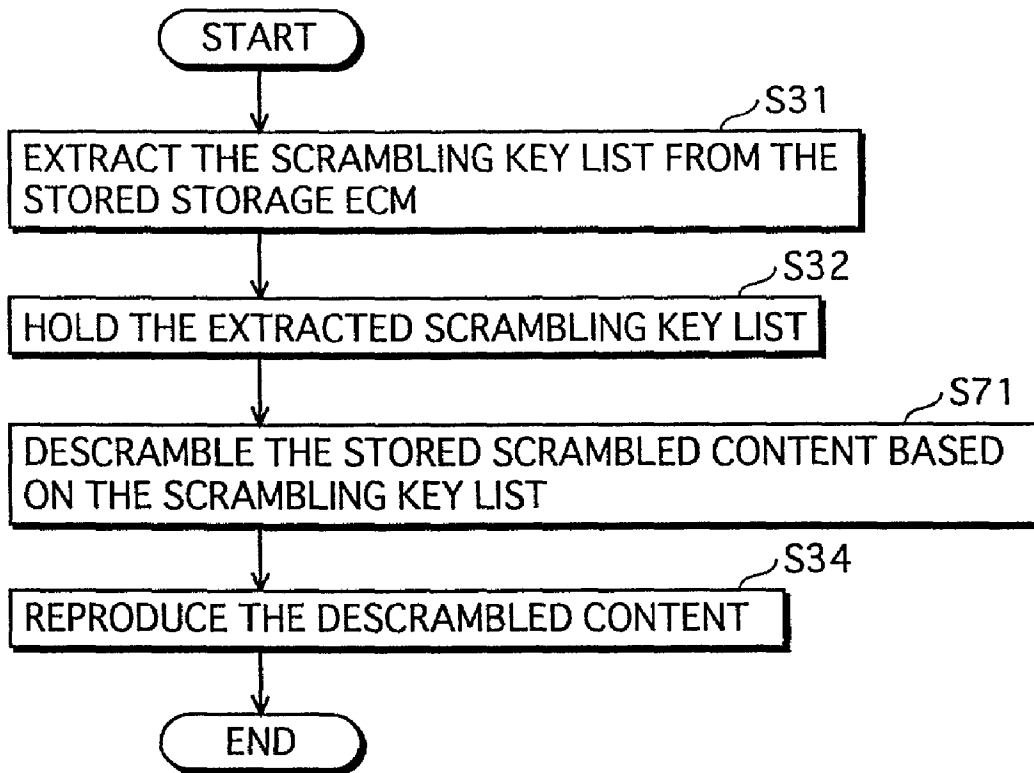 START
S31
EXTRACT THE SCRAMBLING KEY LIST FROM THE
STORED STORAGE ECM
S32
HOLD THE EXTRACTED SCRAMBLING KEY LIST
S71
DESCRAMBLE THE STORED SCRAMBLED CONTENT BASED
ON THE SCRAMBLING KEY LIST
S34
REPRODUCE THE DESCRAMBLED CONTENT
END